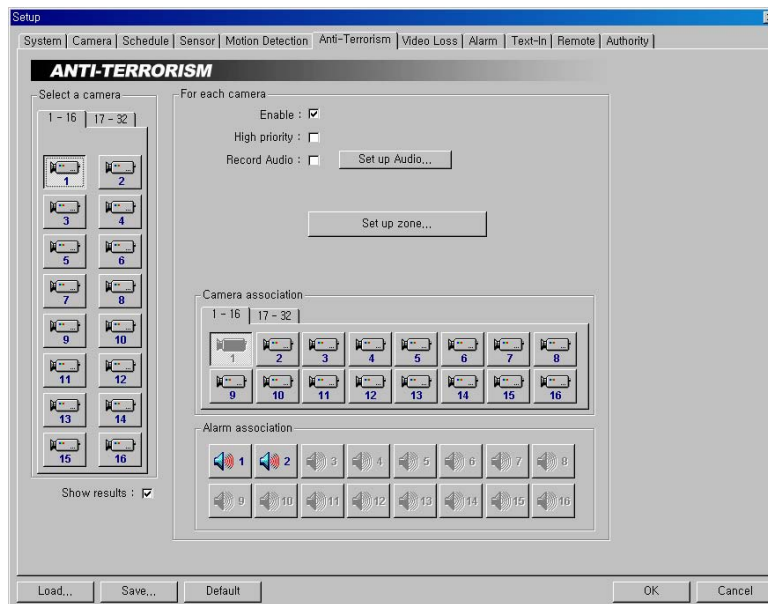 Setup
System Camera Schedule Sensor Motion Detection Anti-Terrorism Video Loss Alarm Text-In Remote Authority
ANTI-TERRORISM
Select a camera
1 - 16 17 - 32
1 2
3 4
5 6
7 8
9 10
11 12
13 14
15 16
Show results :
For each camera
Enable :
High priority :
Record Audio : Set up Audio...
Set up zone...
Camera association
1 - 16 17 - 32
1 2 3 4 5 6 7 8
9 10 11 12 13 14 15 16
Alarm association
1 2 3 4 5 6 7 8
9 10 11 12 13 14 15 16
Load... Save... Default OK Cancel